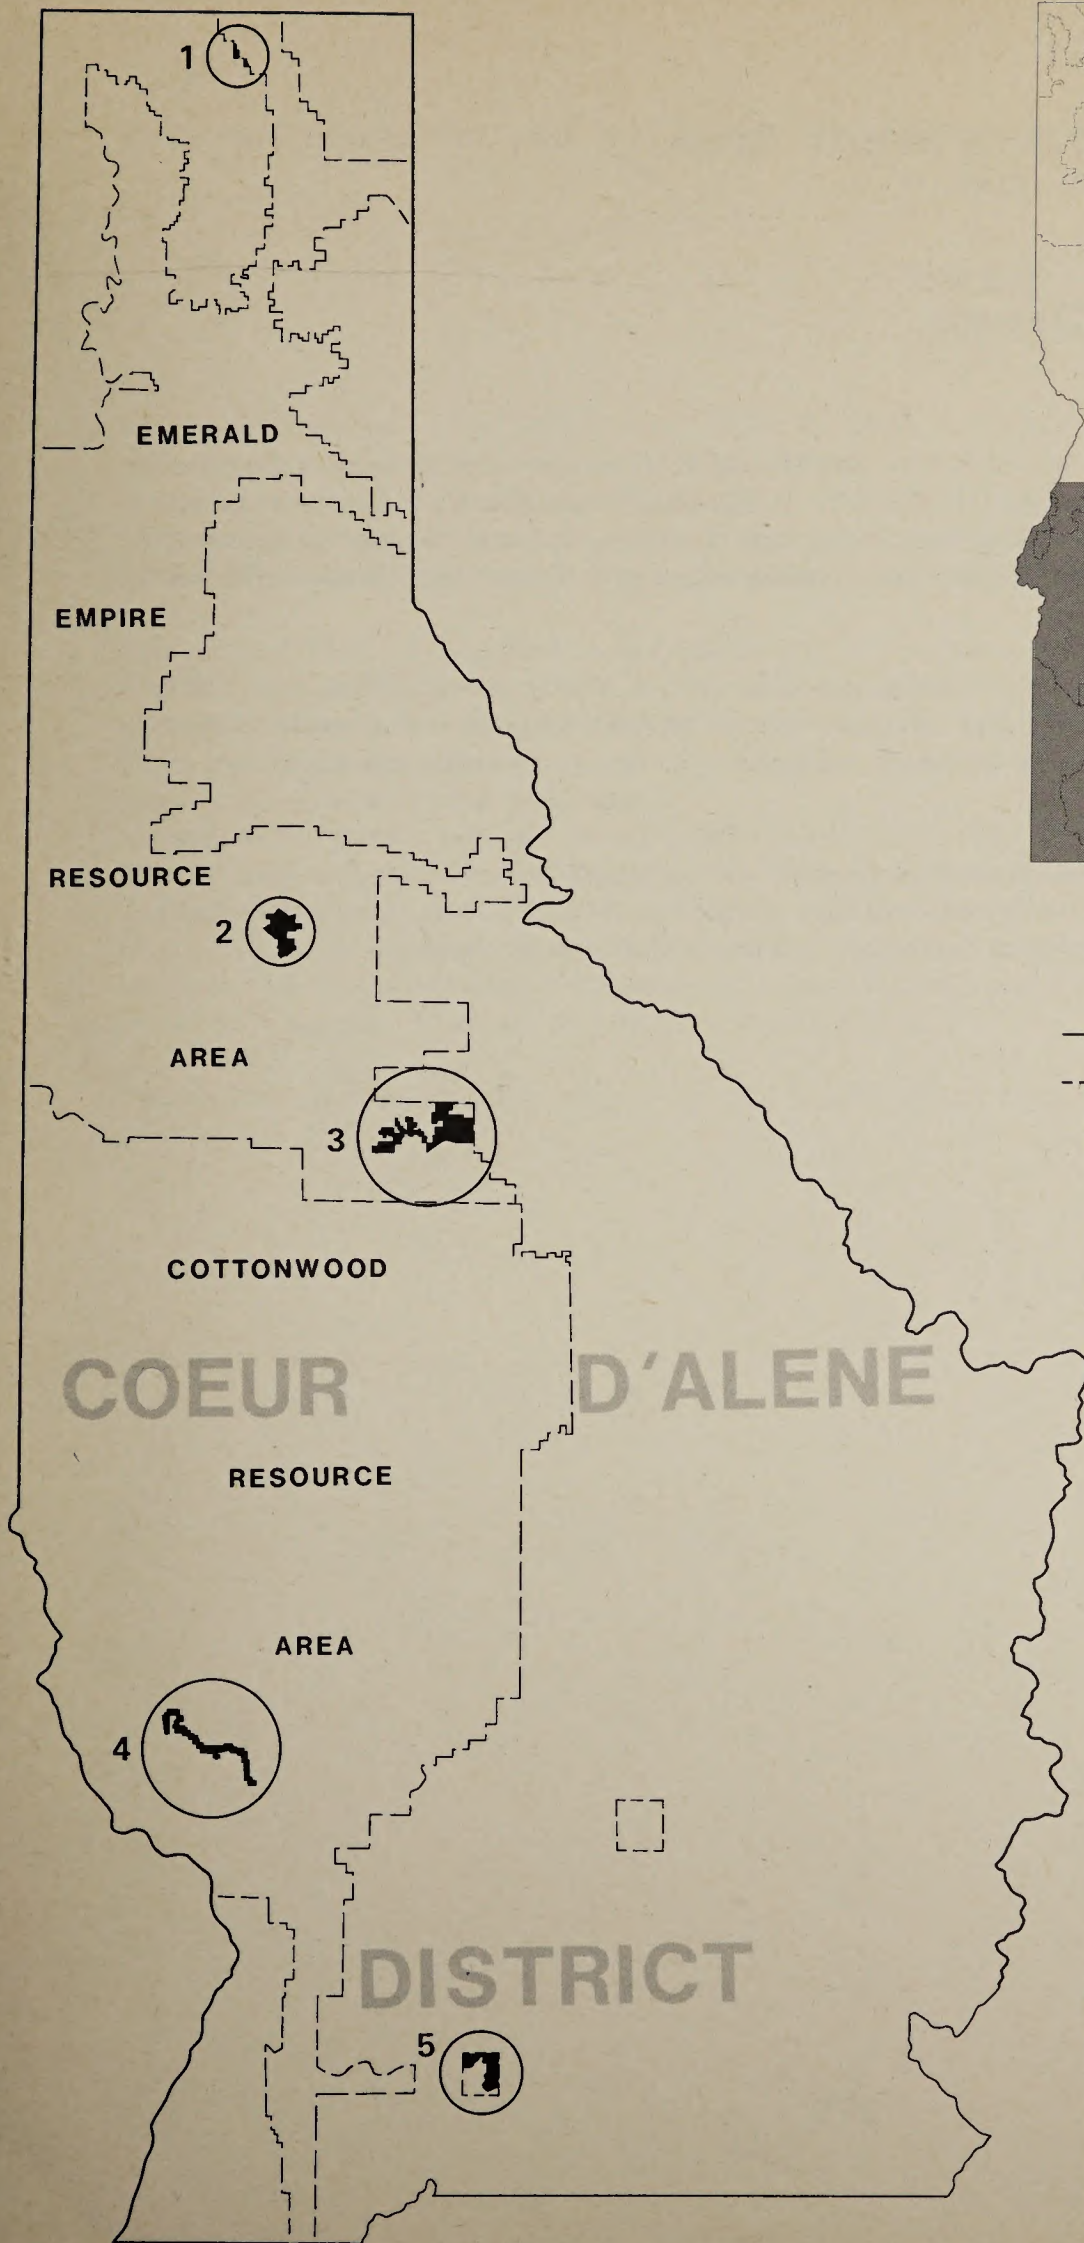 1
EMERALD
EMPIRE
RESOURCE
2
AREA
3
COTTONWOOD
COEUR D'ALENE
RESOURCE
AREA
4
DISTRICT
5